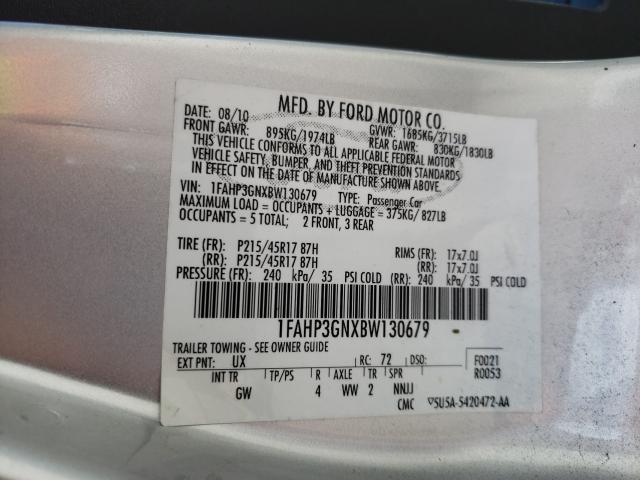 MFD. BY FORD MOTOR CO.
DATE: 08/10 GVWR: 1685KG/3715LB
FRONT GAWR: 895KG/1974LB REAR GAWR: 830KG/1830LB
THIS VEHICLE CONFORMS TO ALL APPLICABLE FEDERAL MOTOR
VEHICLE SAFETY, BUMPER, AND THEFT PREVENTION STANDARDS
IN EFFECT ON THE DATE OF MANUFACTURE SHOWN ABOVE.
VIN: 1FAHP3GNXBW130679 TYPE: Passenger Car
MAXIMUM LOAD = OCCUPANTS + LUGGAGE = 375KG/ 827LB
OCCUPANTS = 5 TOTAL: 2 FRONT, 3 REAR
TIRE (FR): P215/45R17 87H RIMS (FR): 17x7.0J
(RR): P215/45R17 87H (RR): 17x7.0J
PRESSURE (FR): 240 kPa/ 35 PSI COLD (RR): 240 kPa/ 35 PSI COLD
1FAHP3GNXBW130679
TRAILER TOWING - SEE OWNER GUIDE
EXT PNT: UX RC: 72 DSO: F0021
R0053
INT TR TP/PS R AXLE TR SPR
GW 4 WW 2 NNJJ
CMC ▽5U5A-5420472-AA